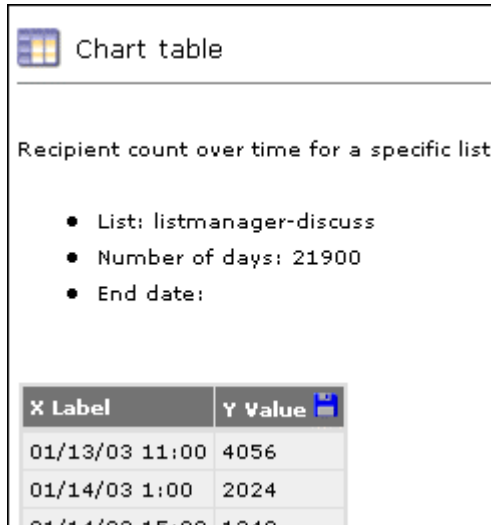 Chart table
Recipient count over time for a specific list
List: listmanager-discuss
Number of days: 21900
End date:
X Label Y Value
01/13/03 11:00 4056
01/14/03 1:00 2024